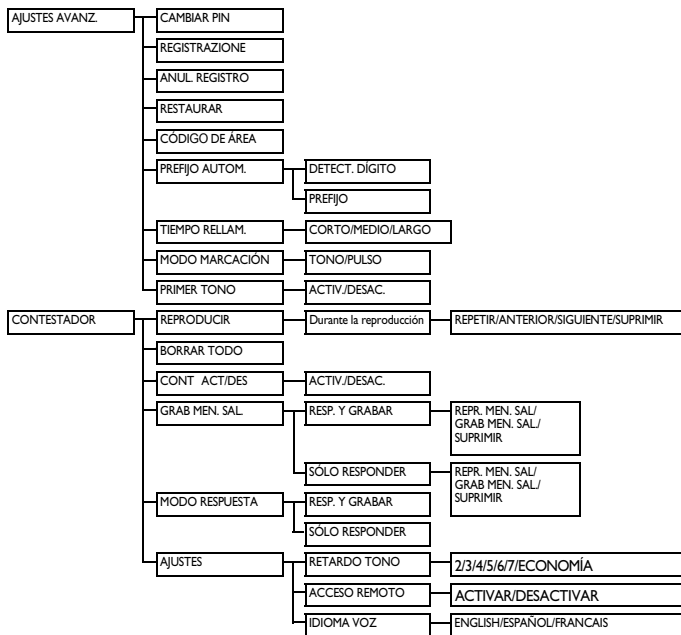 AJUSTES AVANZ.
CAMBIAR PIN
REGISTRAZIONE
ANUL. REGISTRO
RESTAURAR
CÓDIGO DE ÁREA
PREFIJO AUTOM.
DETECT. DÍGITO
PREFIJO
TIEMPO RELLAM.
CORTO/MEDIO/LARGO
MODO MARCACIÓN
TONO/PULSO
PRIMER TONO
ACTIV./DESAC.
CONTESTADOR
REPRODUCIR
Durante la reproducción
REPETIR/ANTERIOR/SIGUIENTE/SUPRIMIR
BORRAR TODO
CONT ACT/DES
ACTIV./DESAC.
GRAB MEN. SAL.
RESP. Y GRABAR
REPR. MEN. SAL/
GRAB MEN. SAL./
SUPRIMIR
SÓLO RESPONDER
REPR. MEN. SAL/
GRAB MEN. SAL./
SUPRIMIR
MODO RESPUESTA
RESP. Y GRABAR
SÓLO RESPONDER
AJUSTES
RETARDO TONO
2/3/4/5/6/7/ECONOMÍA
ACCESO REMOTO
ACTIVAR/DESACTIVAR
IDIOMA VOZ
ENGLISH/ESPAÑOL/FRANCAIS